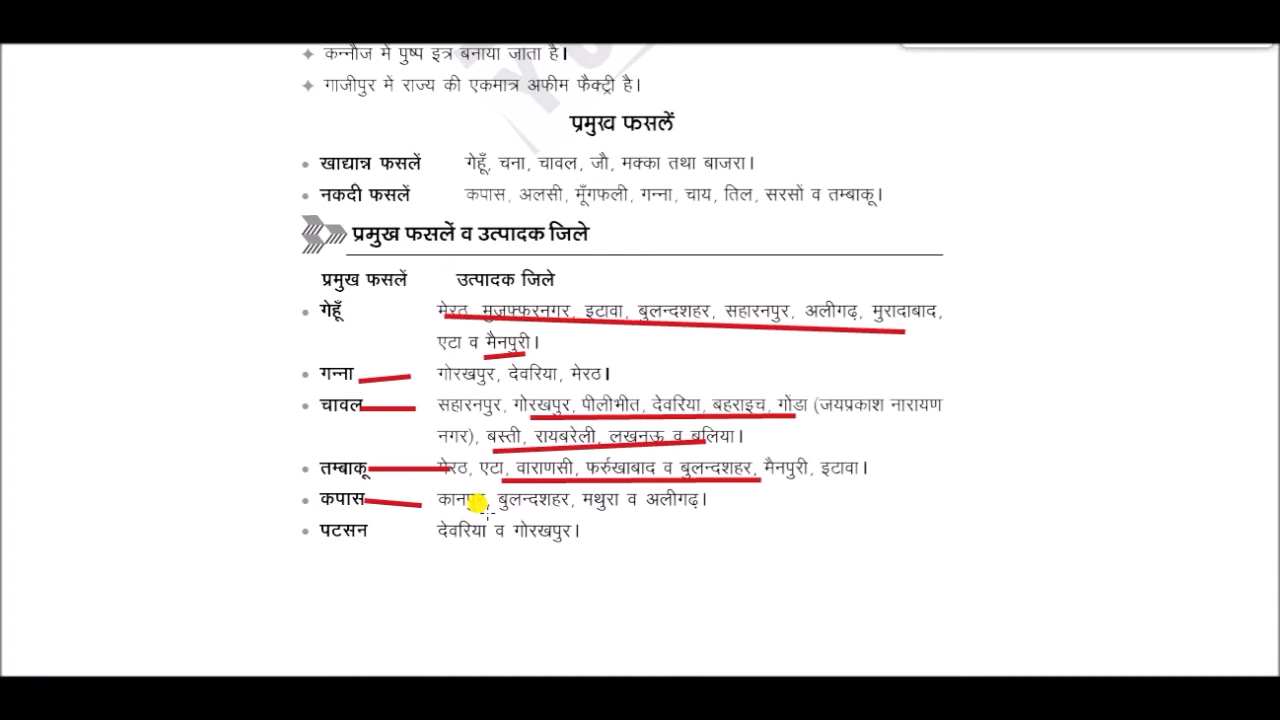 कन्नौज में पुष्प इत्र बनाया जाता है।
गाजीपुर में राज्य की एकमात्र अफीम फैक्ट्री है।
प्रमुख फसलें
खाद्यान्न फसलें गेहूँ, चना, चावल, जौ, मक्का तथा बाजरा।
नकदी फसलें कपास, अलसी, मूँगफली, गन्ना, चाय, तिल, सरसों व तम्बाकू।
प्रमुख फसलें व उत्पादक जिले
प्रमुख फसलें उत्पादक जिले
गेहूँ मेरठ, मुजफ्फरनगर, इटावा, बुलन्दशहर, सहारनपुर, अलीगढ़, मुरादाबाद,
एटा व मैनपुरी।
गन्ना गोरखपुर, देवरिया, मेरठ।
चावल सहारनपुर, गोरखपुर, पीलीभीत, देवरिया, बहराइच, गोंडा (जयप्रकाश नारायण
नगर), बस्ती, रायबरेली, लखनऊ व बलिया।
तम्बाकू मेरठ, एटा, वाराणसी, फर्रुखाबाद व बुलन्दशहर, मैनपुरी, इटावा।
कपास कानपुर, बुलन्दशहर, मथुरा व अलीगढ़।
पटसन देवरिया व गोरखपुर।